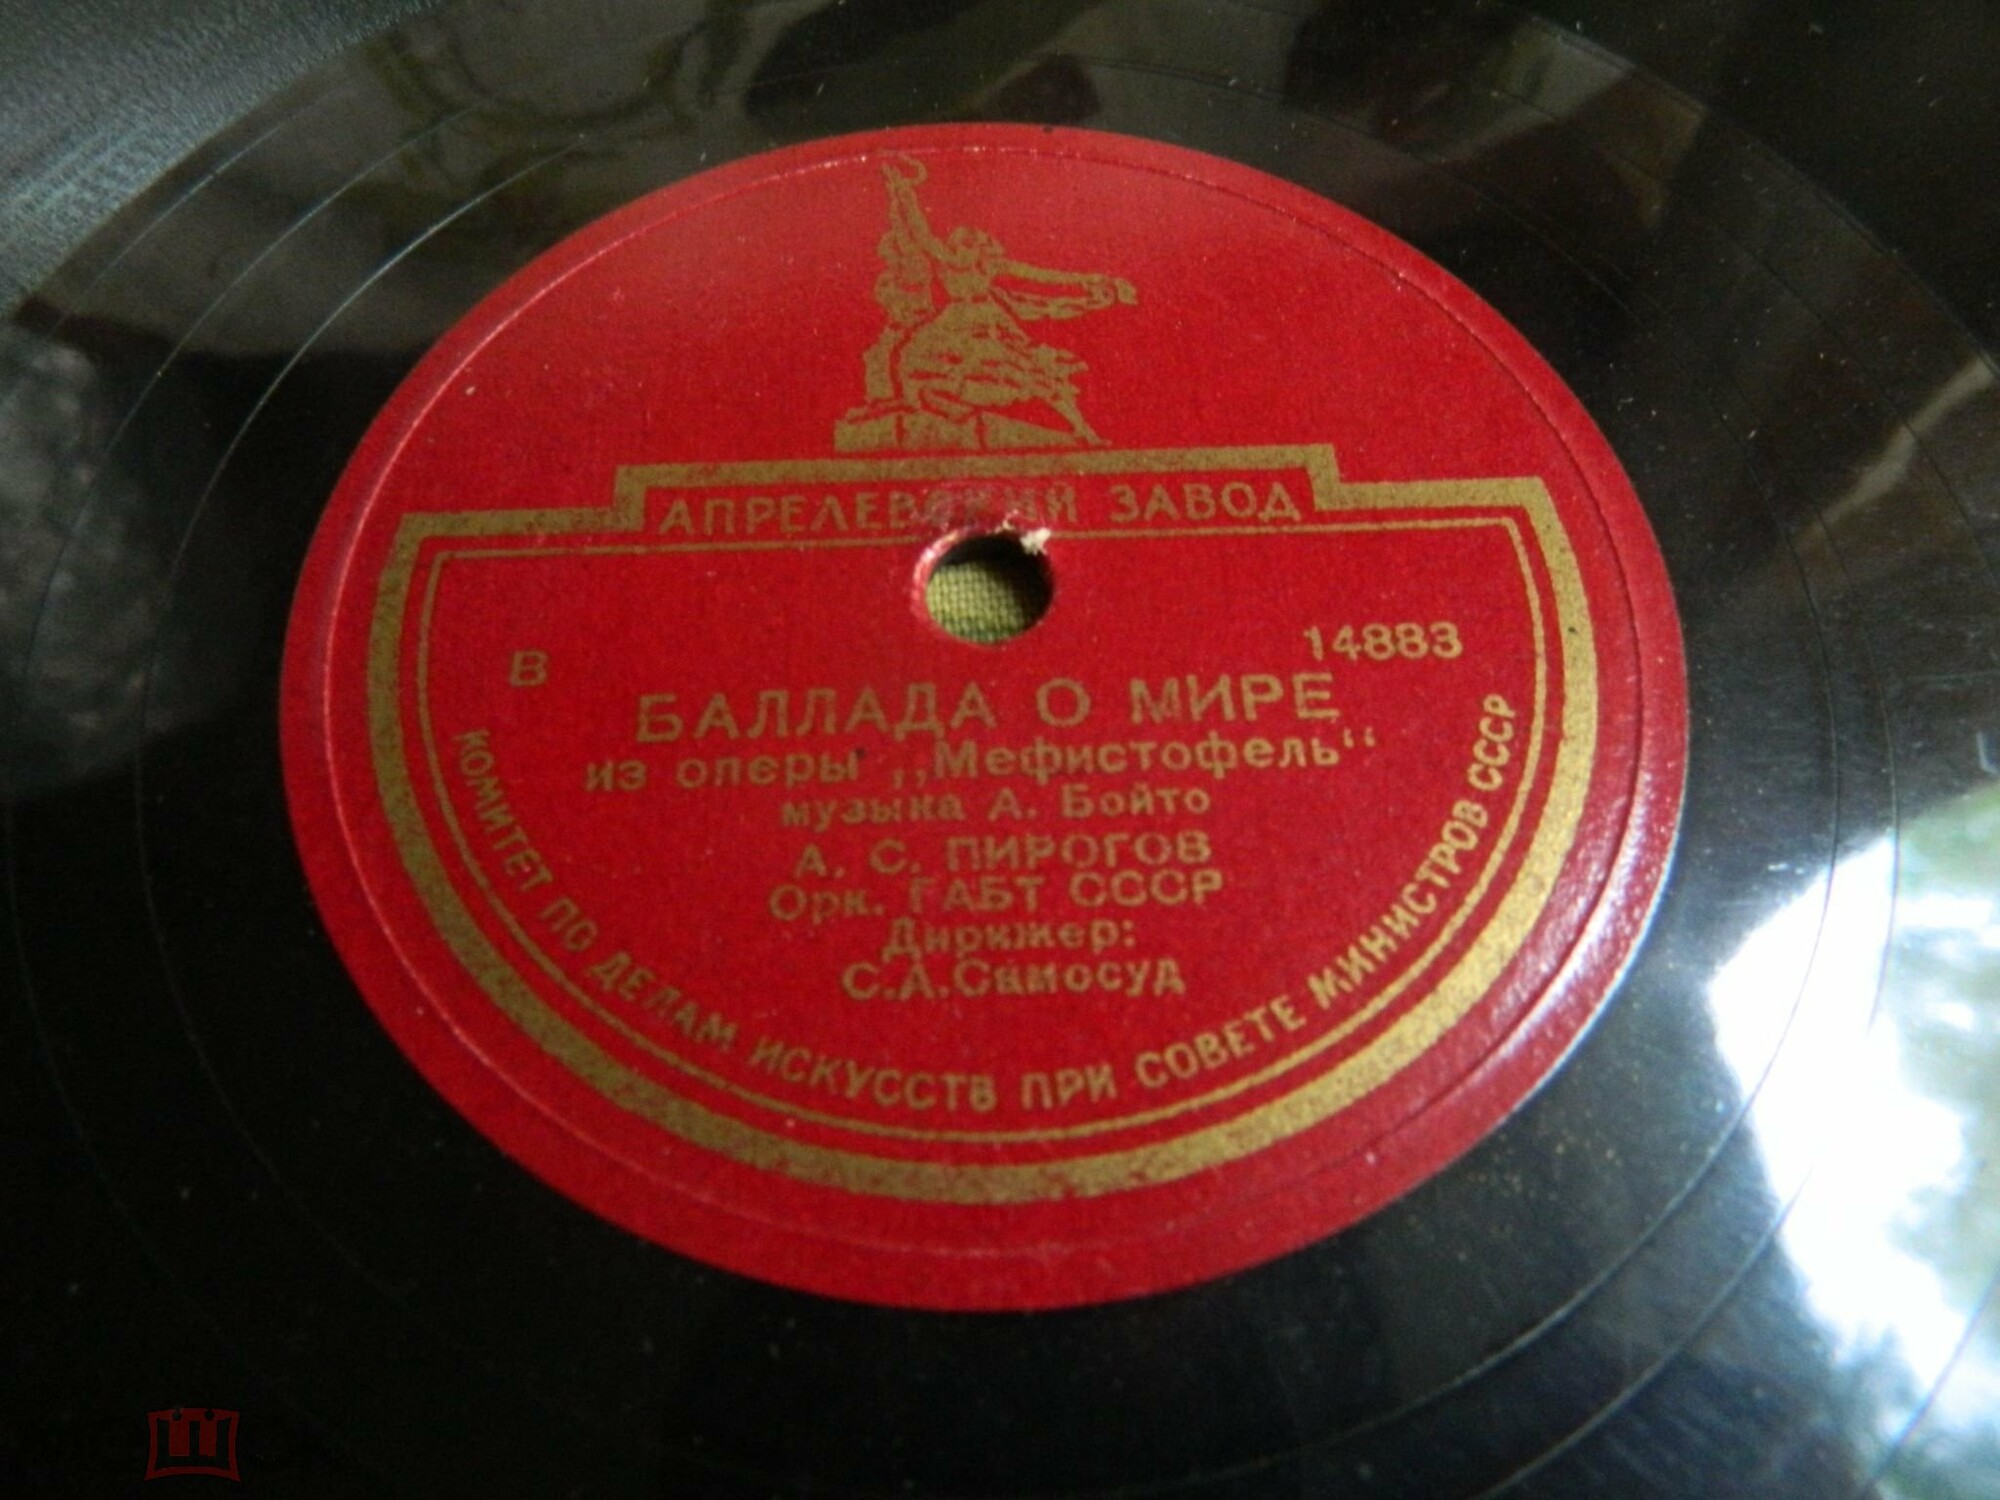 АПРЕЛЕВСКИЙ ЗАВОД
В 14883
БАЛЛАДА О МИРЕ
из оперы „Мефистофель“
музыка А. Бойто
А. С. ПИРОГОВ
Орк. ГАБТ СССР
Дирижер:
С.А.Самосуд
КОМИТЕТ ПО ДЕЛАМ ИСКУССТВ ПРИ СОВЕТЕ МИНИСТРОВ СССР